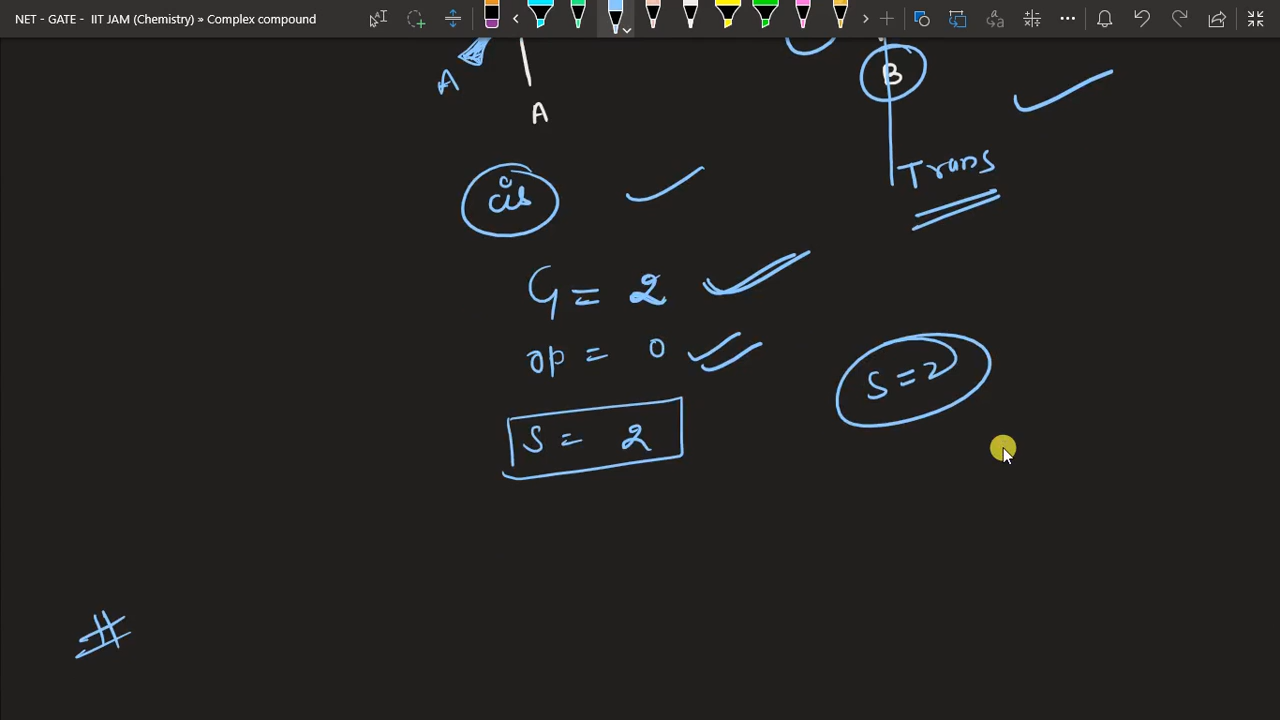 NET - GATE - IIT JAM (Chemistry) » Complex compound
A
A
B
Trans
cis
G = 2
op = 0
S = 2
S = 2
#